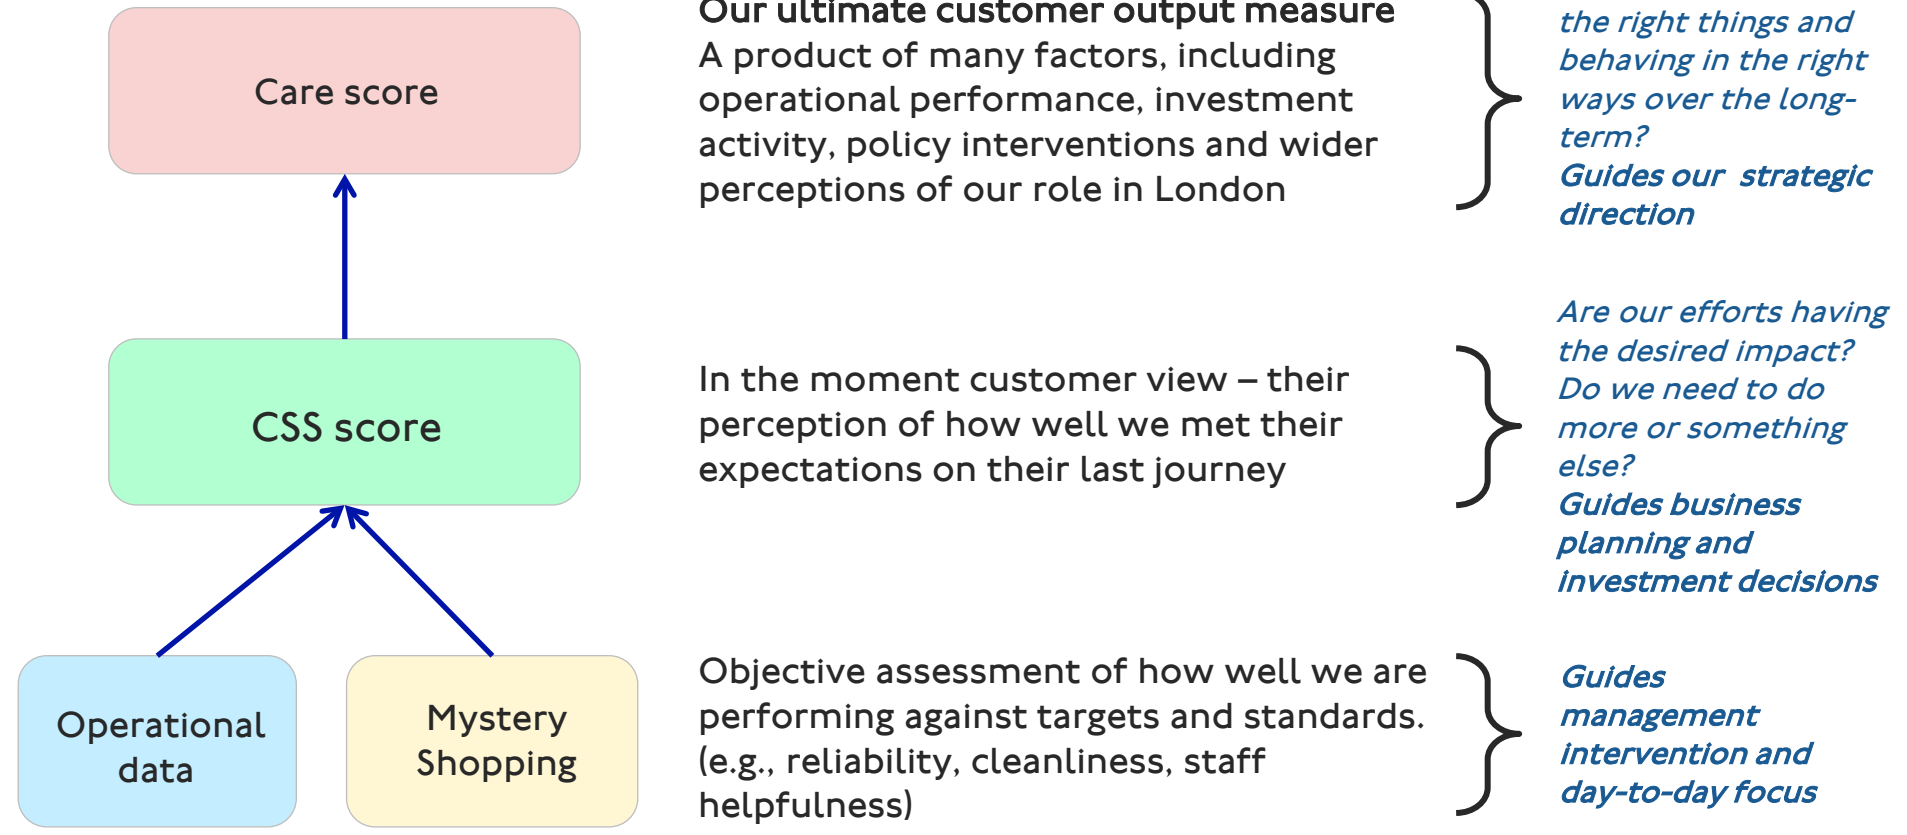 Care score
Our ultimate customer output measure
A product of many factors, including
operational performance, investment
activity, policy interventions and wider
perceptions of our role in London
the right things and
behaving in the right
ways over the long-
term?
Guides our strategic
direction
CSS score
In the moment customer view – their
perception of how well we met their
expectations on their last journey
Are our efforts having
the desired impact?
Do we need to do
more or something
else?
Guides business
planning and
investment decisions
Operational
data
Mystery
Shopping
Objective assessment of how well we are
performing against targets and standards.
(e.g., reliability, cleanliness, staff
helpfulness)
Guides
management
intervention and
day-to-day focus